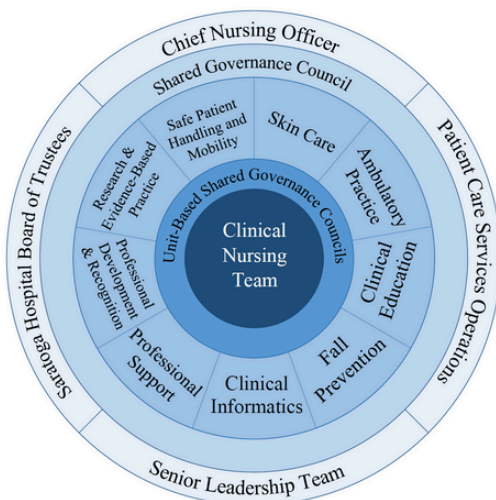 Chief Nursing Officer
Shared Governance Council
Saratoga Hospital Board of Trustees
Patient Care Services Operations
Senior Leadership Team
Safe Patient
Handling and
Mobility
Skin Care
Ambulatory
Practice
Clinical
Education
Fall
Prevention
Clinical
Informatics
Professional
Support
Professional
Development
& Recognition
Research &
Evidence-Based
Practice
Unit-Based Shared Governance Councils
Clinical
Nursing
Team